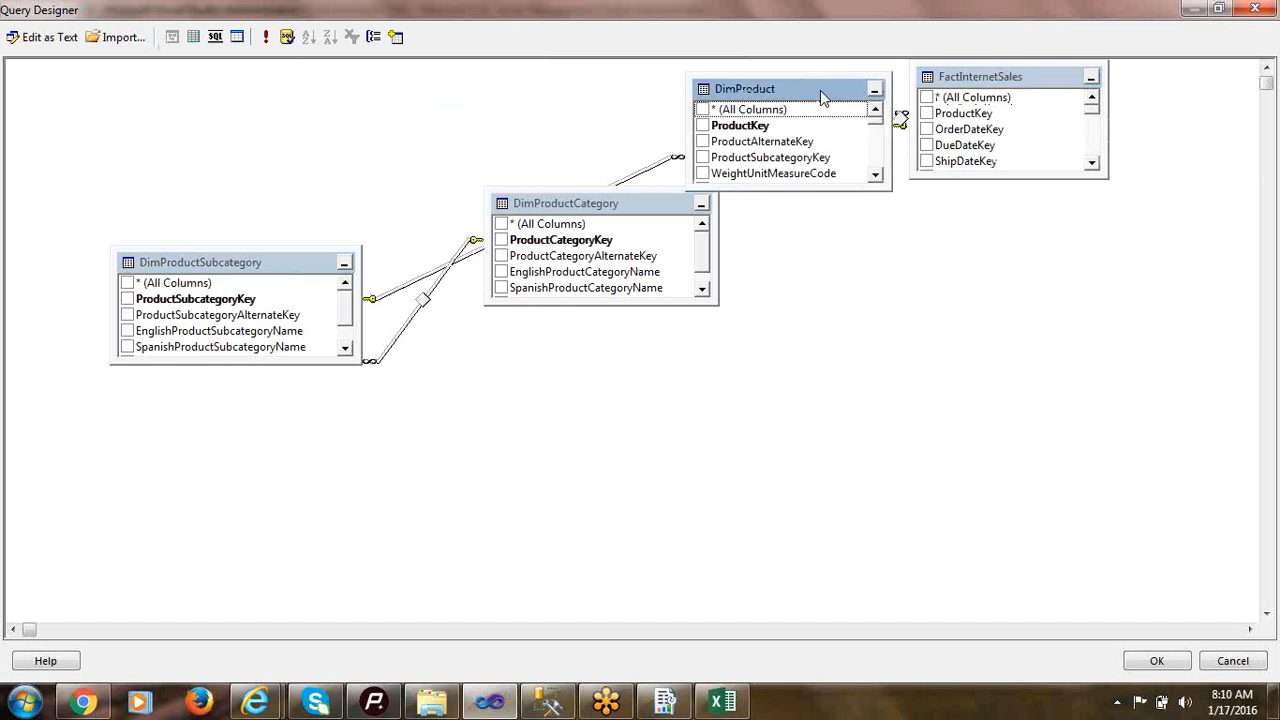 Query Designer
Edit as Text Import... SQL
DimProduct
* (All Columns)
ProductKey
ProductAlternateKey
ProductSubcategoryKey
WeightUnitMeasureCode
FactInternetSales
* (All Columns)
ProductKey
OrderDateKey
DueDateKey
ShipDateKey
DimProductCategory
* (All Columns)
ProductCategoryKey
ProductCategoryAlternateKey
EnglishProductCategoryName
SpanishProductCategoryName
DimProductSubcategory
* (All Columns)
ProductSubcategoryKey
ProductSubcategoryAlternateKey
EnglishProductSubcategoryName
SpanishProductSubcategoryName
Help OK Cancel
8:10 AM
1/17/2016